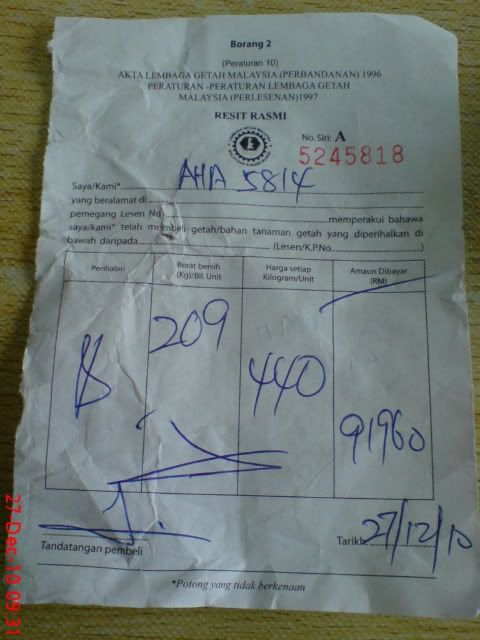 Borang 2
(Peraturan 10)
AKTA LEMBAGA GETAH MALAYSIA (PERBANDANAN) 1996
PERATURAN -PERATURAN LEMBAGA GETAH
MALAYSIA (PERLESENAN)1997
RESIT RASMI
No. Siri: A
5245818
Saya/Kami* AHA 5814
yang beralamat di
pemegang Lesen No memperakui bahawa
saya/kami* telah membeli getah/bahan tanaman getah yang diperihalkan di
bawah daripada (Lesen/K.P.No. )
Perihalan Berat bersih (Kg)/Bil. Unit Harga setiap Kilogram/Unit Amaun Dibayar (RM)
209
440
91960
Tandatangan pembeli
Tarikh: 27/12/10
*Potong yang tidak berkenaan
27-Dec-10 09:31